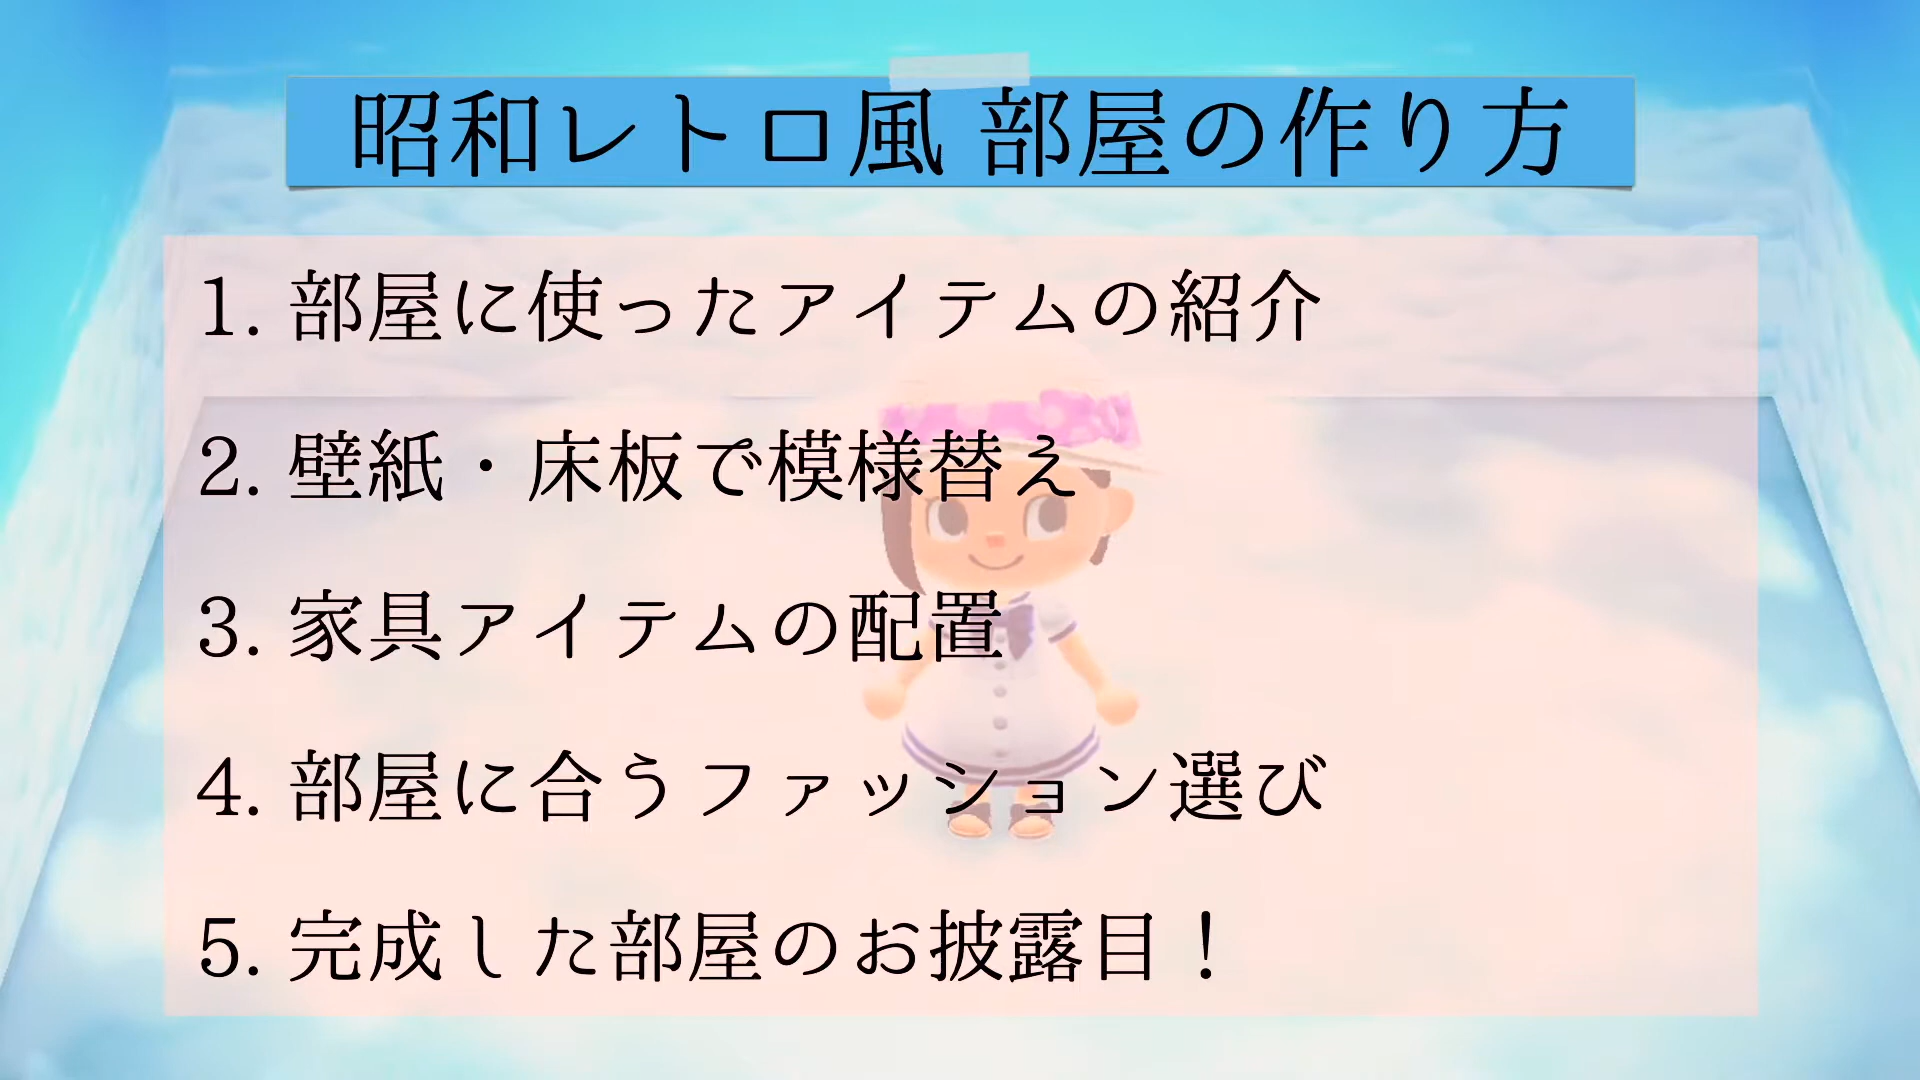 昭和レトロ風 部屋の作り方
1. 部屋に使ったアイテムの紹介
2. 壁紙・床板で模様替え
3. 家具アイテムの配置
4. 部屋に合うファッション選び
5. 完成した部屋のお披露目！